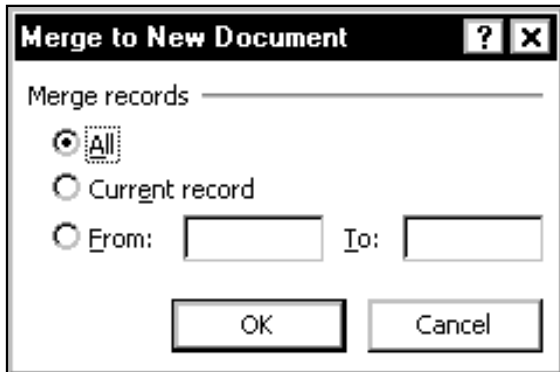 Merge to New Document ? X
Merge records
All
Current record
From: To:
OK Cancel